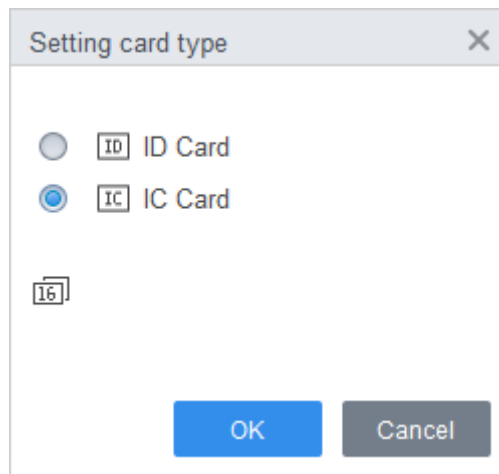 Setting card type
ID ID Card
IC IC Card
16
OK Cancel